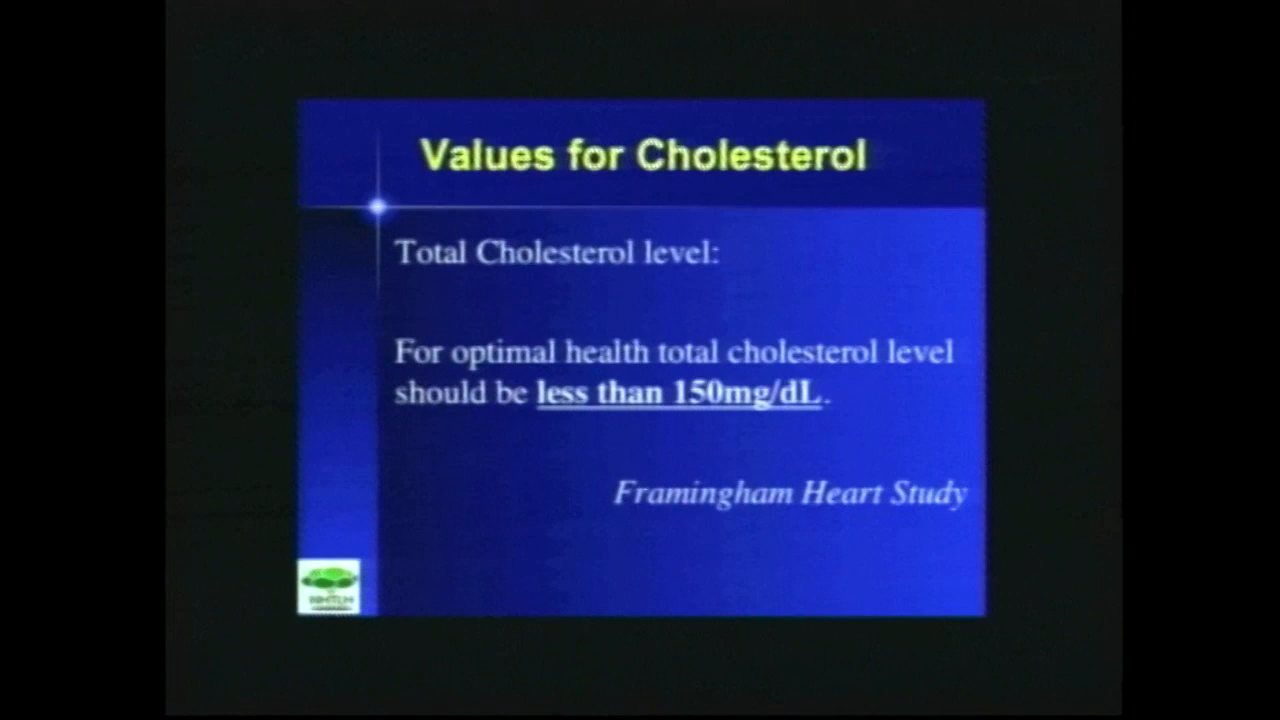 Values for Cholesterol
Total Cholesterol level:
For optimal health total cholesterol level
should be less than 150mg/dL.
Framingham Heart Study